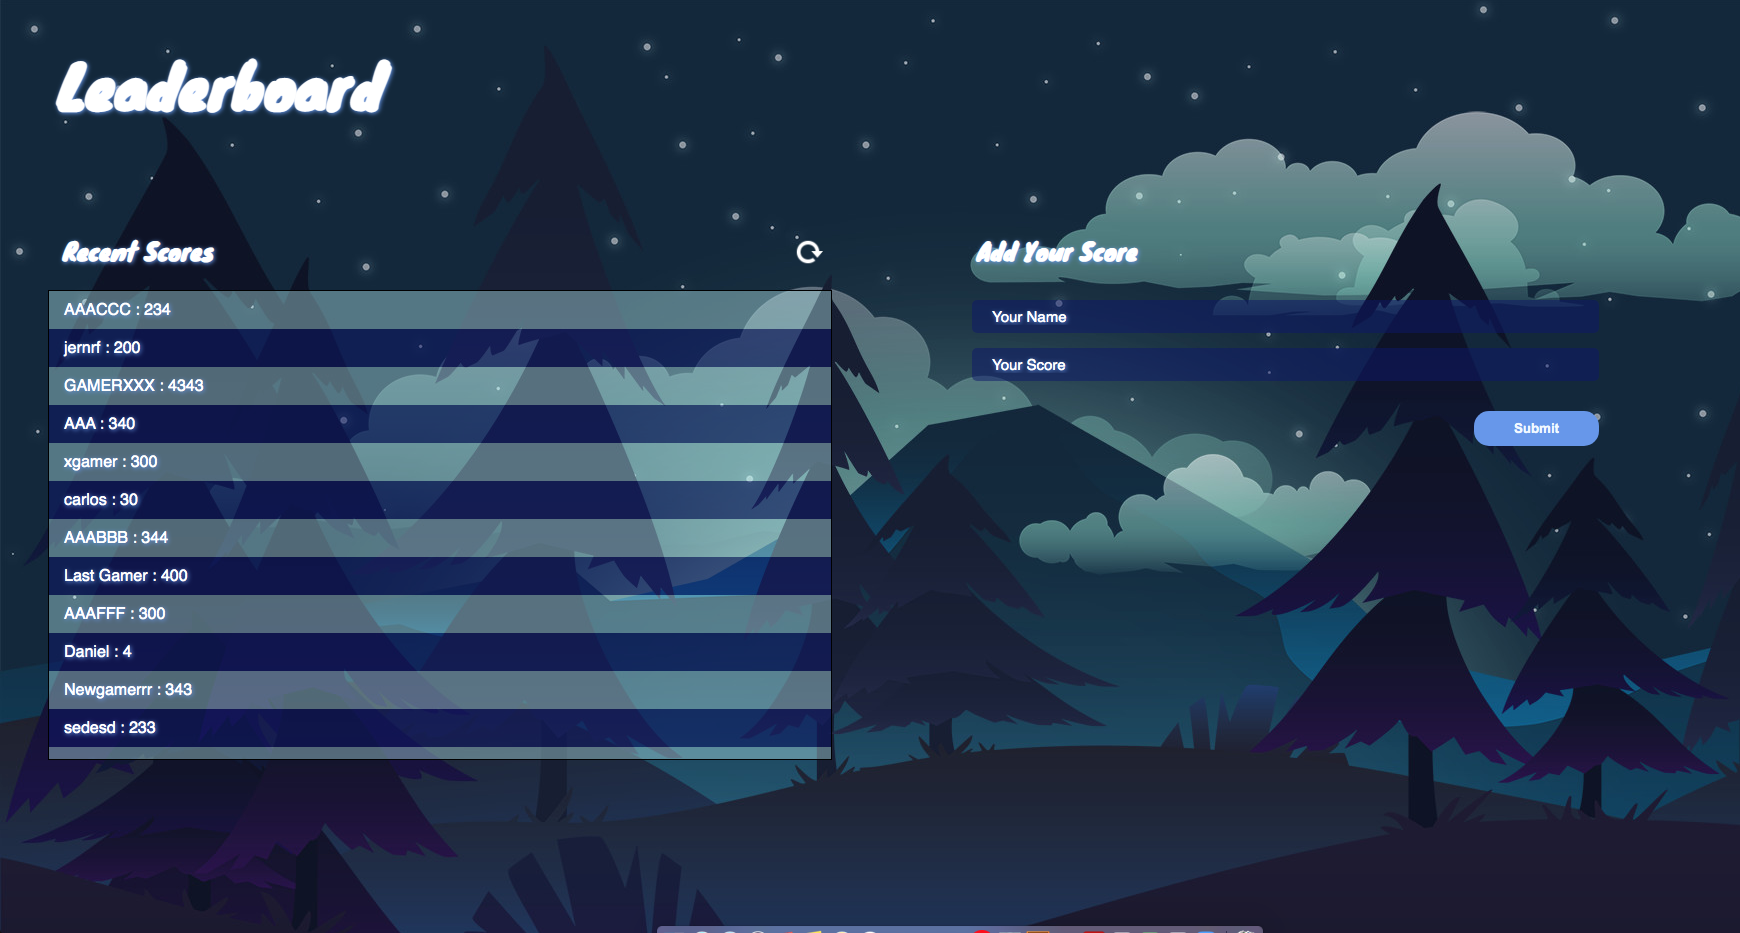 Leaderboard
Recent Scores
AAACCC : 234
jernrf : 200
GAMERXXX : 4343
AAA : 340
xgamer : 300
carlos : 30
AAABBB : 344
Last Gamer : 400
AAAFFF : 300
Daniel : 4
Newgamerrr : 343
sedesd : 233
Add Your Score
Your Name
Your Score
Submit